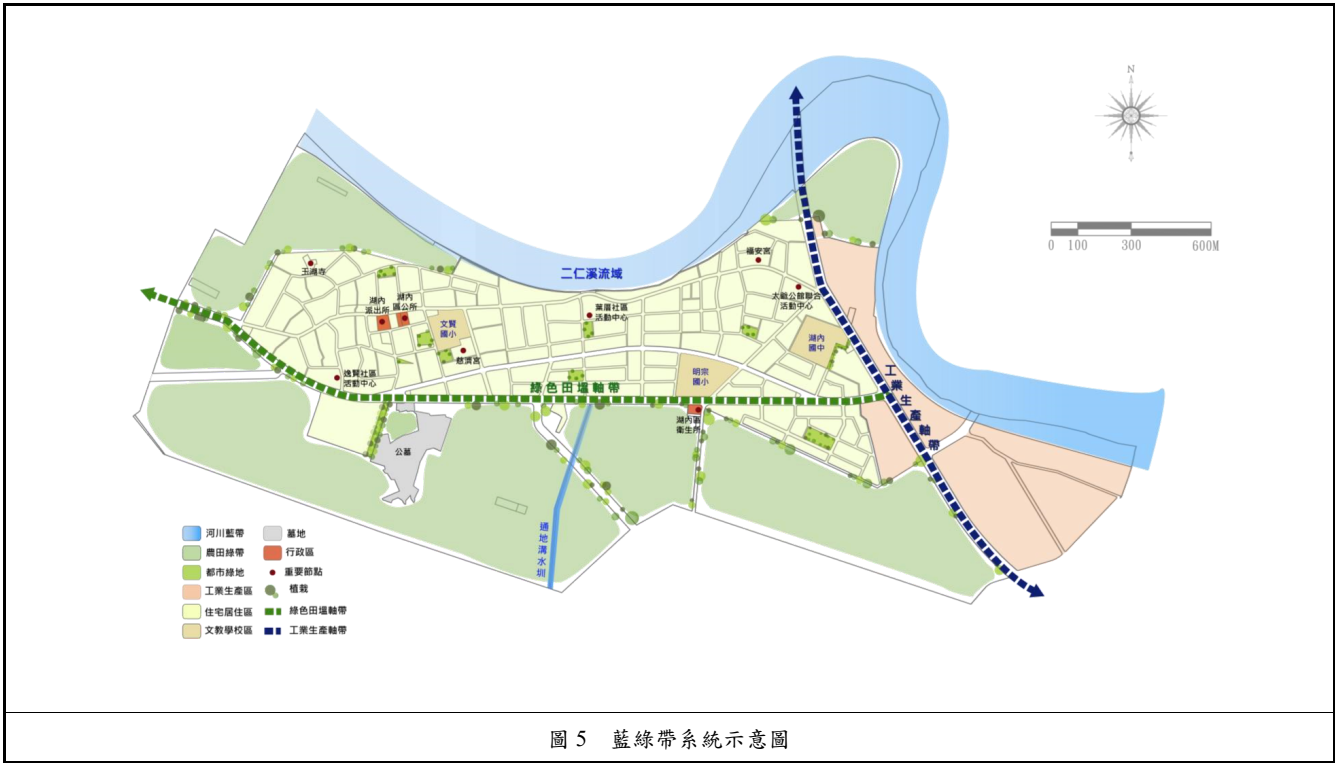 N
0 100 300 600M
二仁溪流域
福安宮
玉湖寺
太爺公館聯合
活動中心
湖內
派出所
湖內
區公所
葉厝社區
活動中心
文賢
國小
湖內
國中
慈濟宮
逸賢社區
活動中心
明宗
國小
綠色田塭軸帶
工業生產軸帶
湖內區
衛生所
公墓
通地溝水圳
河川藍帶
墓地
農田綠帶
行政區
都市綠地
重要節點
工業生產區
植栽
住宅居住區
綠色田塭軸帶
文教學校區
工業生產軸帶
圖 5 藍綠帶系統示意圖